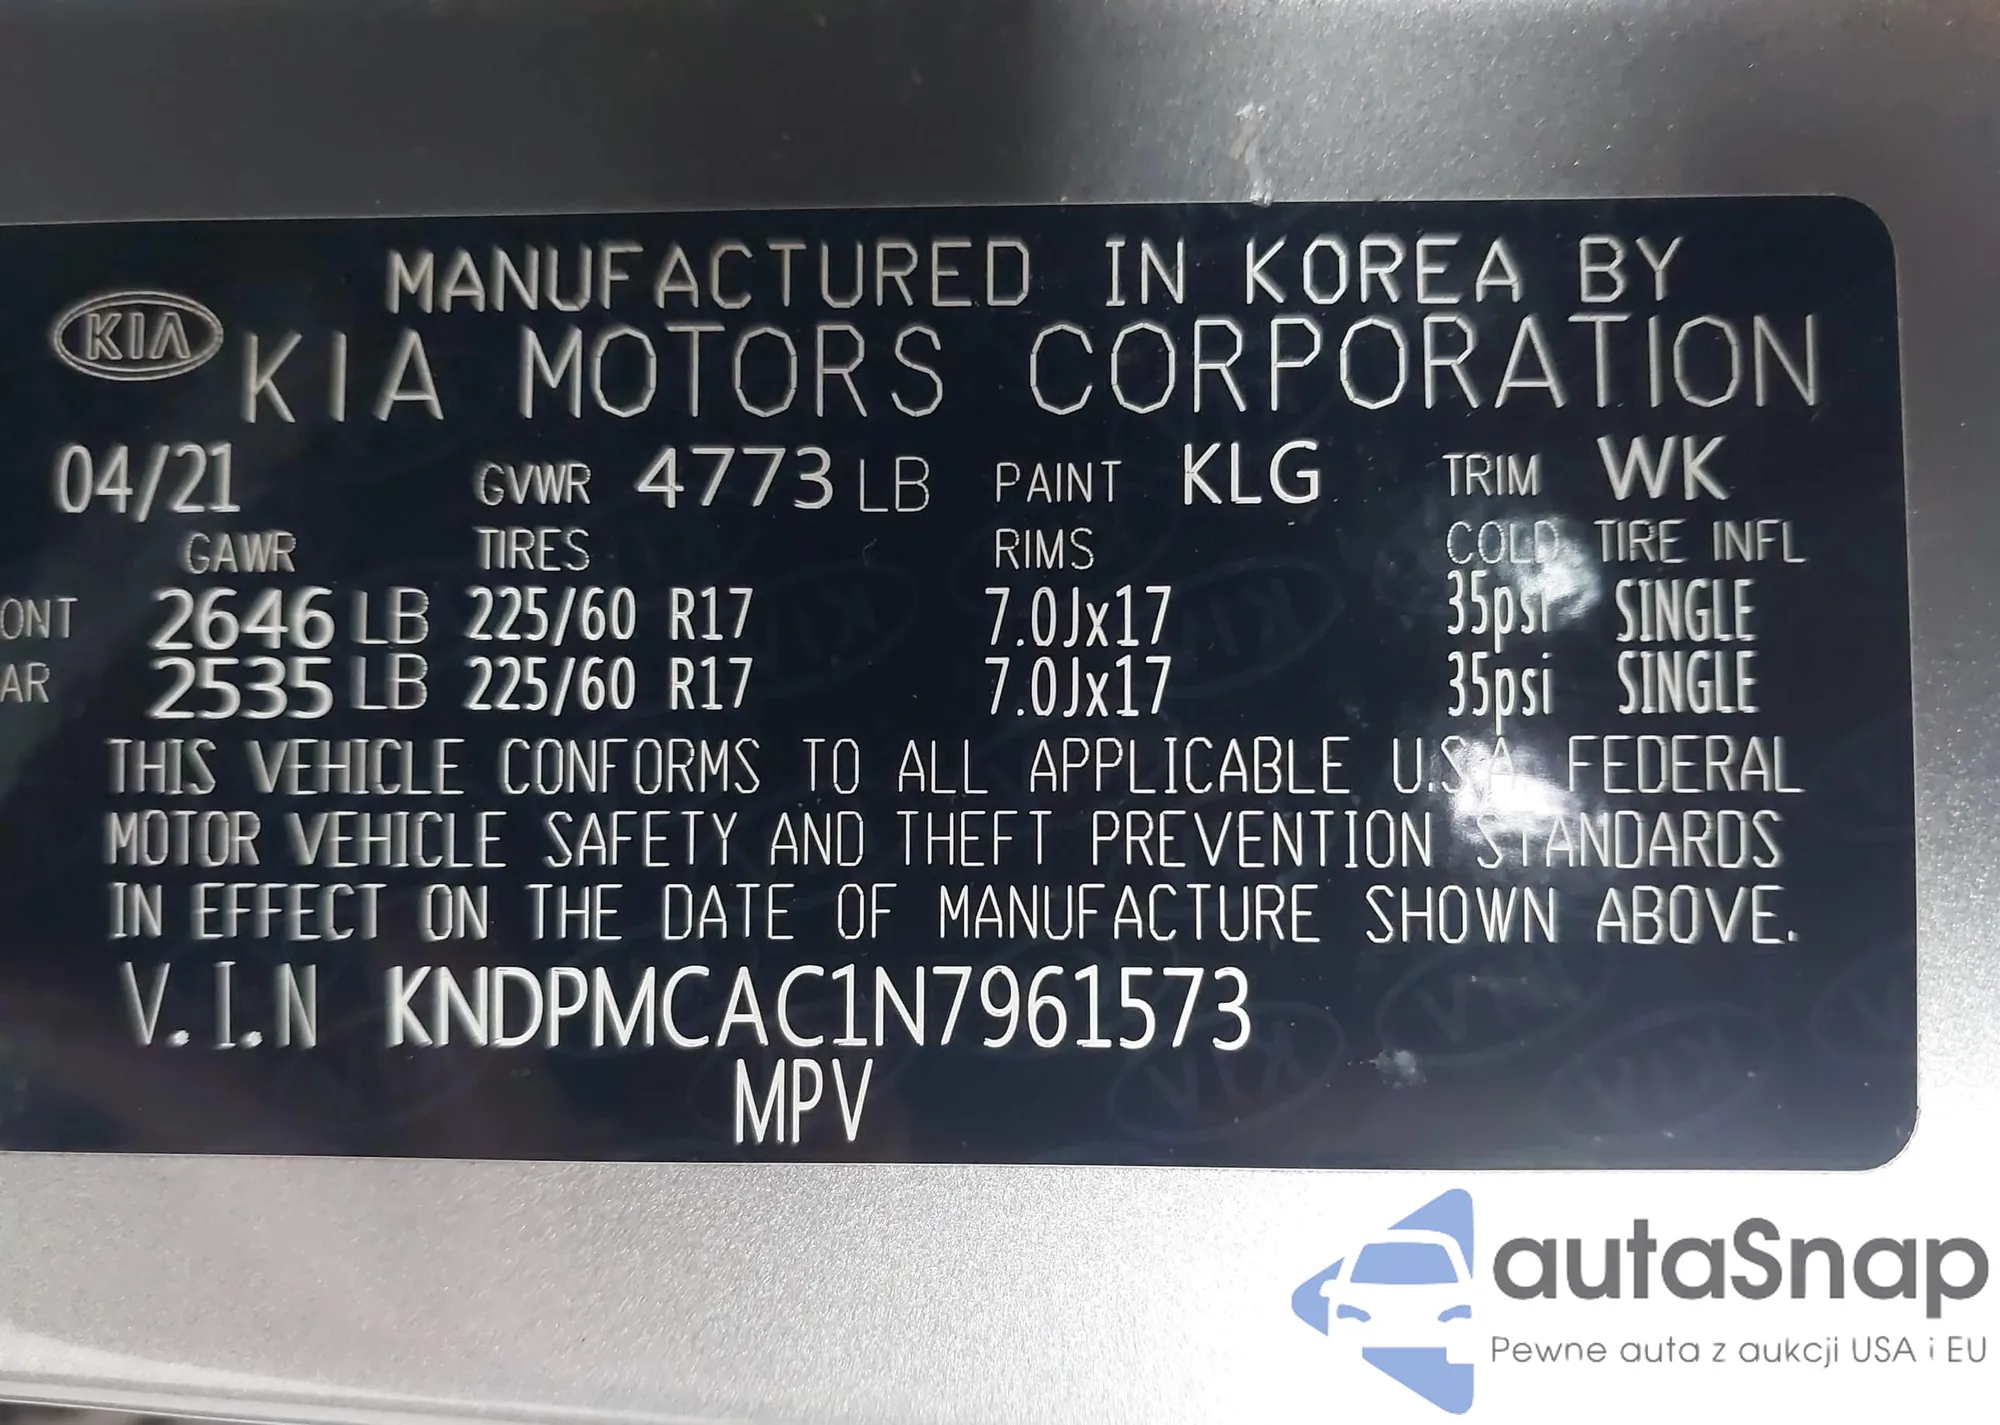 MANUFACTURED IN KOREA BY
KIA KIA MOTORS CORPORATION
04/21 GVWR 4773 LB PAINT KLG TRIM WK
GAWR TIRES RIMS COLD TIRE INFL
ONT 2646 LB 225/60 R17 7.0Jx17 35psi SINGLE
AR 2535 LB 225/60 R17 7.0Jx17 35psi SINGLE
THIS VEHICLE CONFORMS TO ALL APPLICABLE U.S.A. FEDERAL
MOTOR VEHICLE SAFETY AND THEFT PREVENTION STANDARDS
IN EFFECT ON THE DATE OF MANUFACTURE SHOWN ABOVE.
V.I.N KNDPMCAC1N7961573
MPV
autaSnap
Pewne auta z aukcji USA i EU